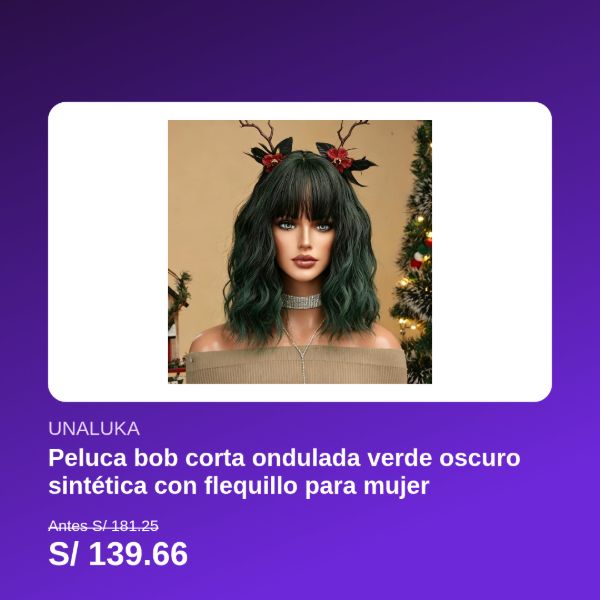 UNALUKA
Peluca bob corta ondulada verde oscuro
sintética con flequillo para mujer
Antes S/ 181.25
S/ 139.66